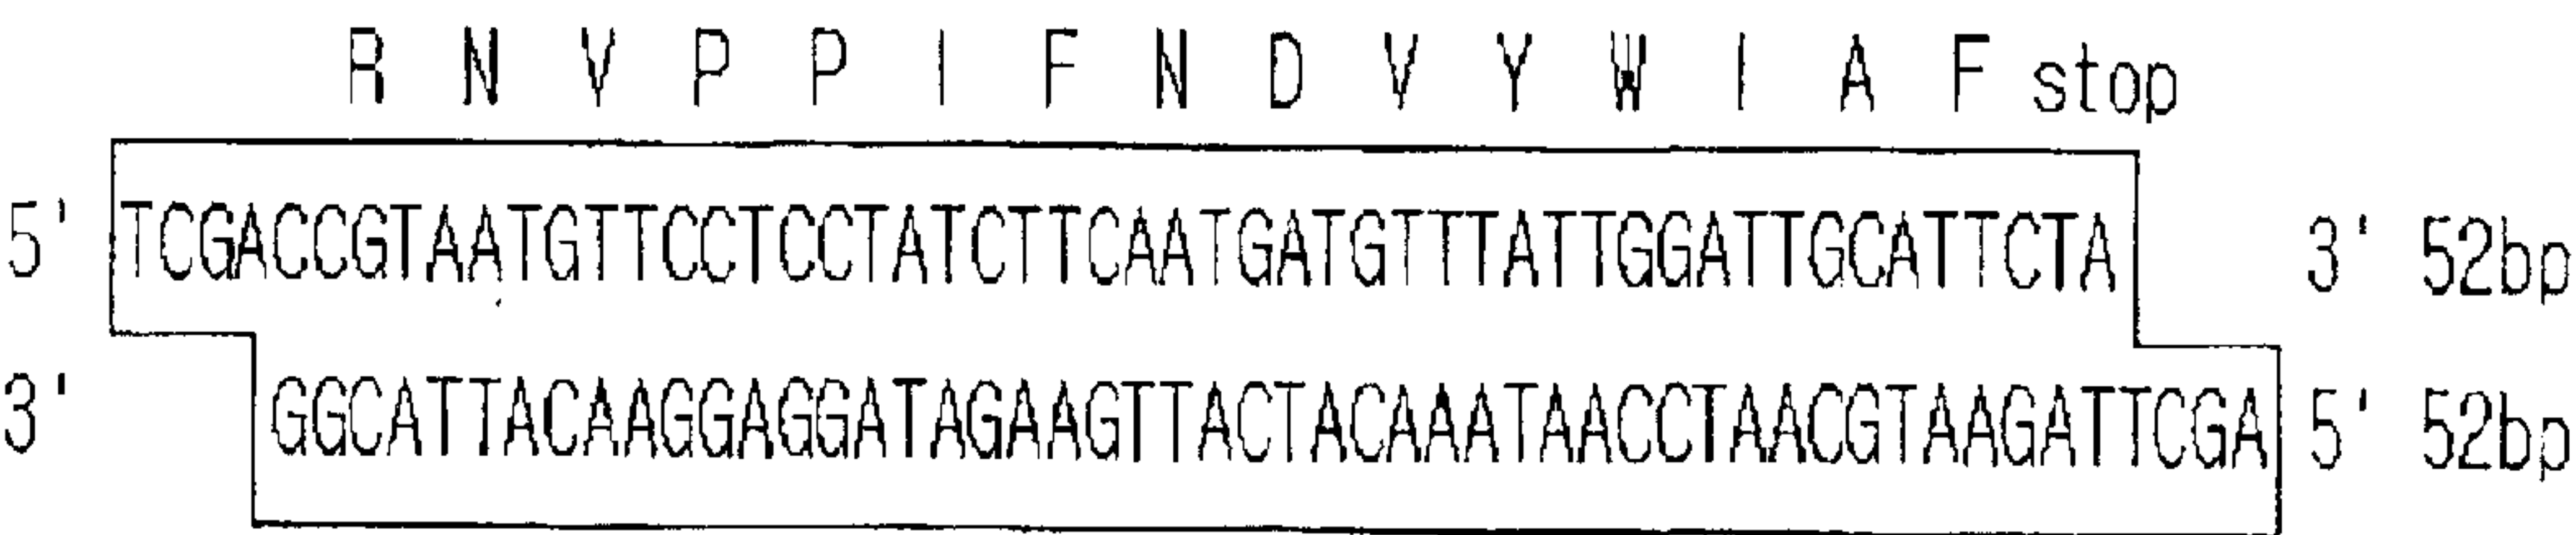 R N V P P I F N D V Y W I A F stop
5' TCGACCGTAATGTTCCTCCTATCTTCAATGATGTTTATTGGATTGCATTCTA 3' 52bp
3' GGCATTACAAGGAGGATAGAAGTTACTACAAATAACCTAACGTAAGATTCGA 5' 52bp